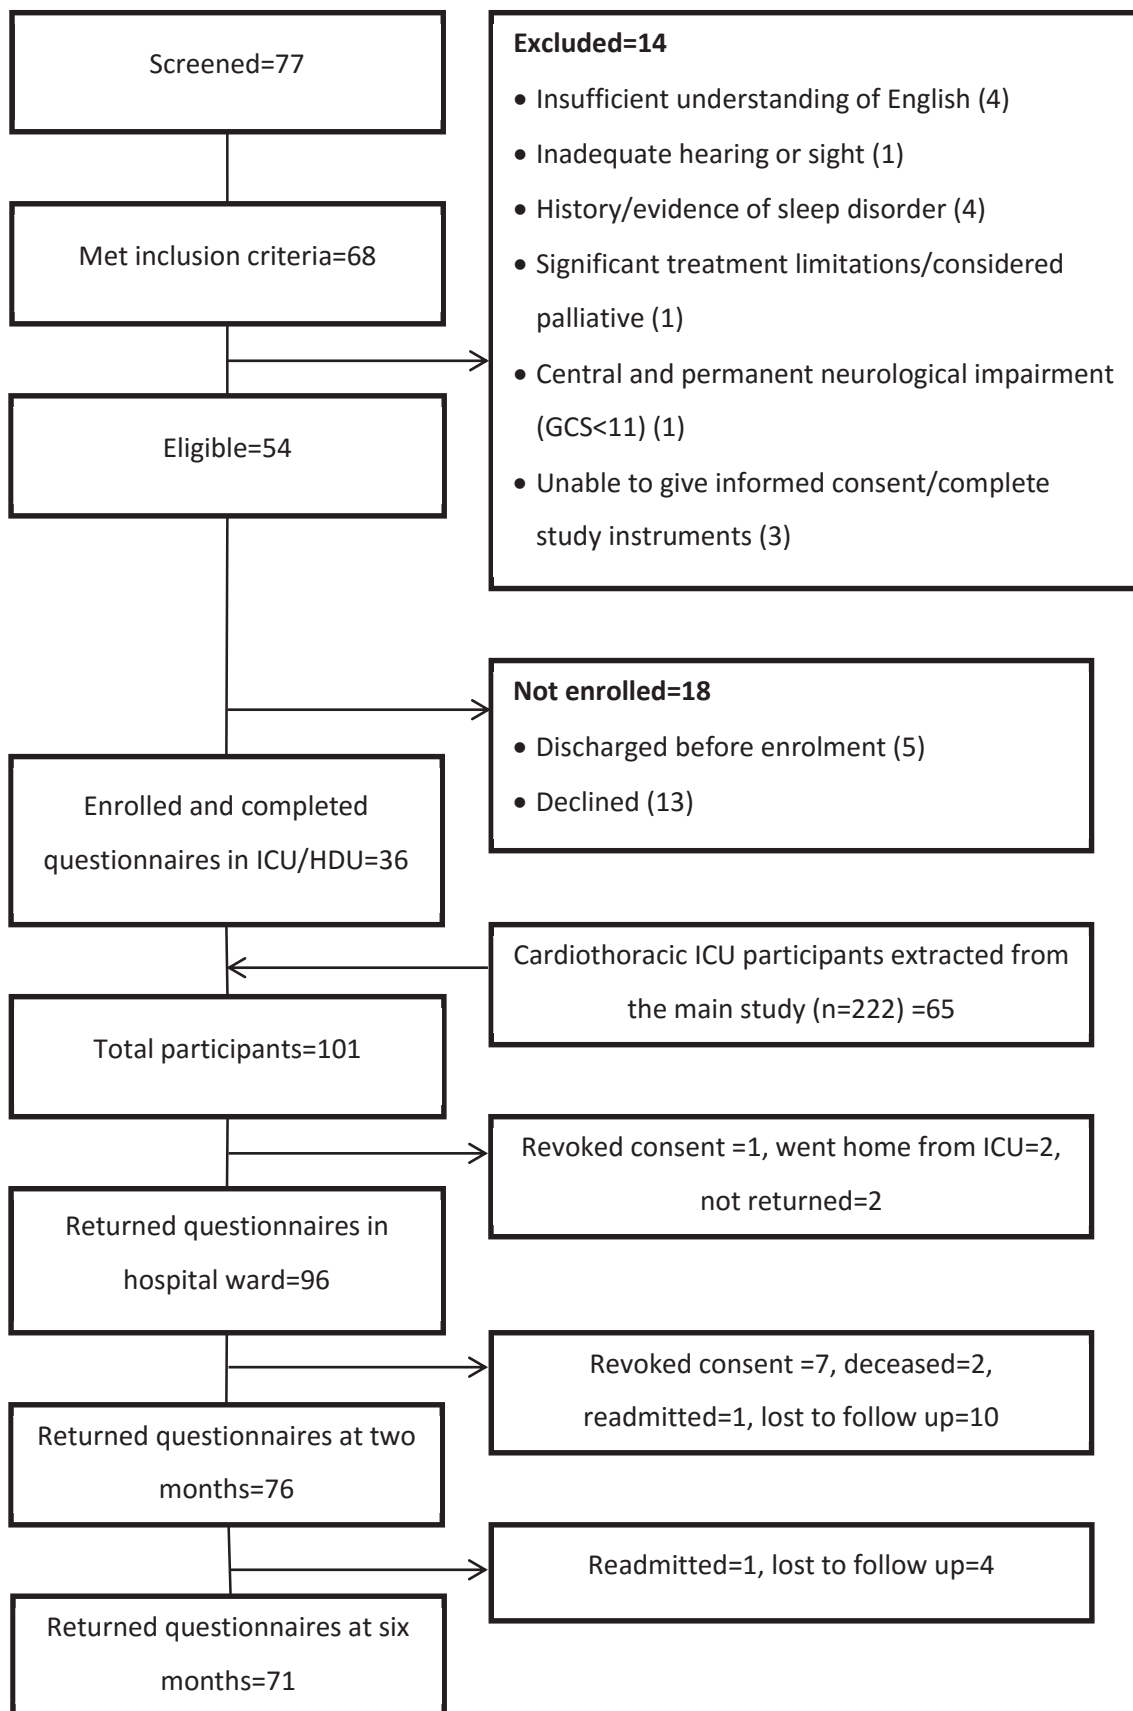 Screened=77
Excluded=14
• Insufficient understanding of English (4)
• Inadequate hearing or sight (1)
• History/evidence of sleep disorder (4)
• Significant treatment limitations/considered
palliative (1)
• Central and permanent neurological impairment
(GCS<11) (1)
• Unable to give informed consent/complete
study instruments (3)
Met inclusion criteria=68
Eligible=54
Not enrolled=18
• Discharged before enrolment (5)
• Declined (13)
Enrolled and completed
questionnaires in ICU/HDU=36
Cardiothoracic ICU participants extracted from
the main study (n=222) =65
Total participants=101
Revoked consent =1, went home from ICU=2,
not returned=2
Returned questionnaires in
hospital ward=96
Revoked consent =7, deceased=2,
readmitted=1, lost to follow up=10
Returned questionnaires at two
months=76
Readmitted=1, lost to follow up=4
Returned questionnaires at six
months=71